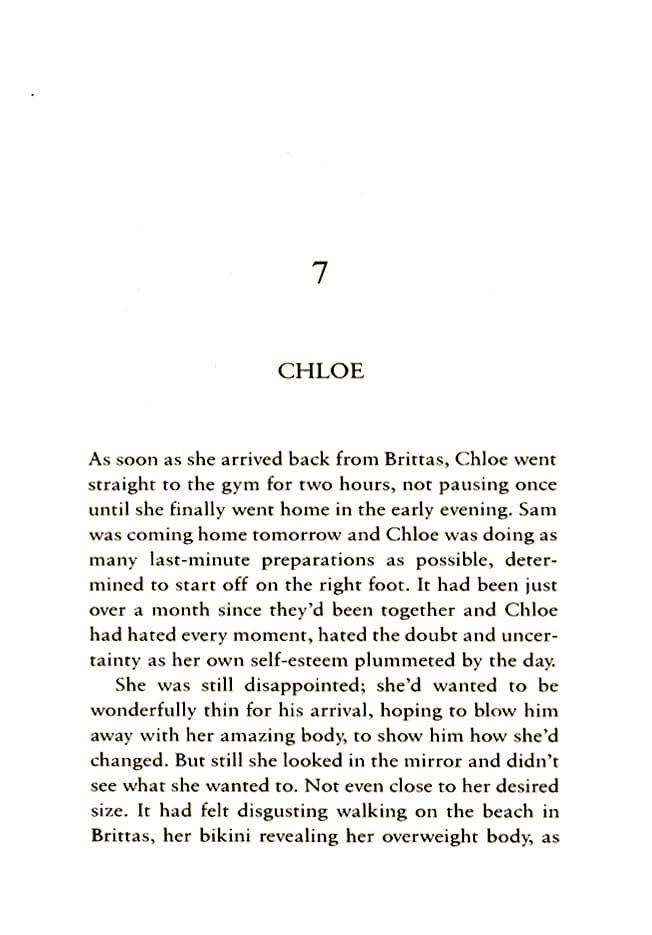 7
CHLOE
As soon as she arrived back from Brittas, Chloe went
straight to the gym for two hours, not pausing once
until she finally went home in the early evening. Sam
was coming home tomorrow and Chloe was doing as
many last-minute preparations as possible, deter-
mined to start off on the right foot. It had been just
over a month since they'd been together and Chloe
had hated every moment, hated the doubt and uncer-
tainty as her own self-esteem plummeted by the day.
She was still disappointed; she'd wanted to be
wonderfully thin for his arrival, hoping to blow him
away with her amazing body, to show him how she'd
changed. But still she looked in the mirror and didn't
see what she wanted to. Not even close to her desired
size. It had felt disgusting walking on the beach in
Brittas, her bikini revealing her overweight body, as